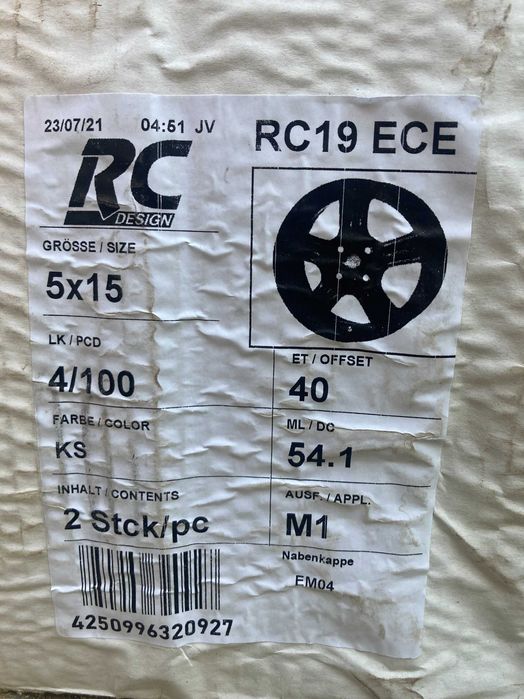 23/07/21 04:51 JV
RC
DESIGN
RC19 ECE
GRÖSSE / SIZE
5x15
LK / PCD
4/100
ET / OFFSET
40
FARBE / COLOR
KS
ML / DC
54.1
INHALT / CONTENTS
2 Stck/pc
AUSF. / APPL.
M1
Nabenkappe
EM04
4250996320927